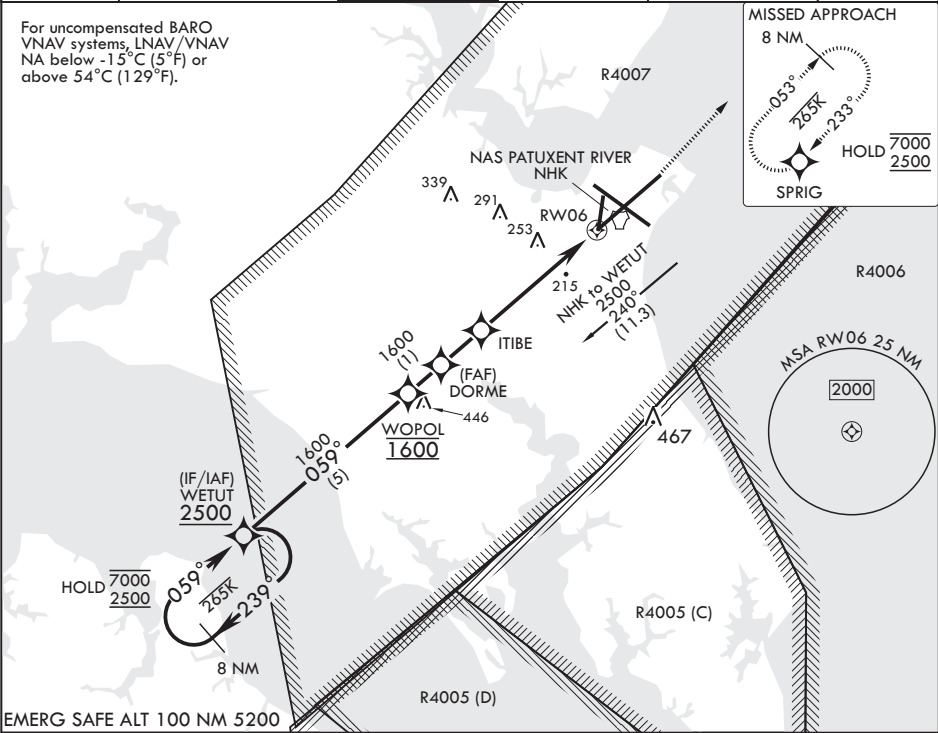 For uncompensated BARO
VNAV systems, LNAV/VNAV
NA below -15°C (5°F) or
above 54°C (129°F).
MISSED APPROACH
8 NM
053°
265K
233°
HOLD 7000
2500
SPRIG
R4007
NAS PATUXENT RIVER
NHK
339
291
253
RW06
215
NHK to WETUT
2500
240°
(11.3)
R4006
MSA RW06 25 NM
2000
ITIBE
1600
(1)
(FAF)
DORME
446
WOPOL
1600
467
1600
059°
(5)
(IF/IAF)
WETUT
2500
HOLD 7000
2500
059°
265K
239°
8 NM
R4005 (C)
R4005 (D)
EMERG SAFE ALT 100 NM 5200